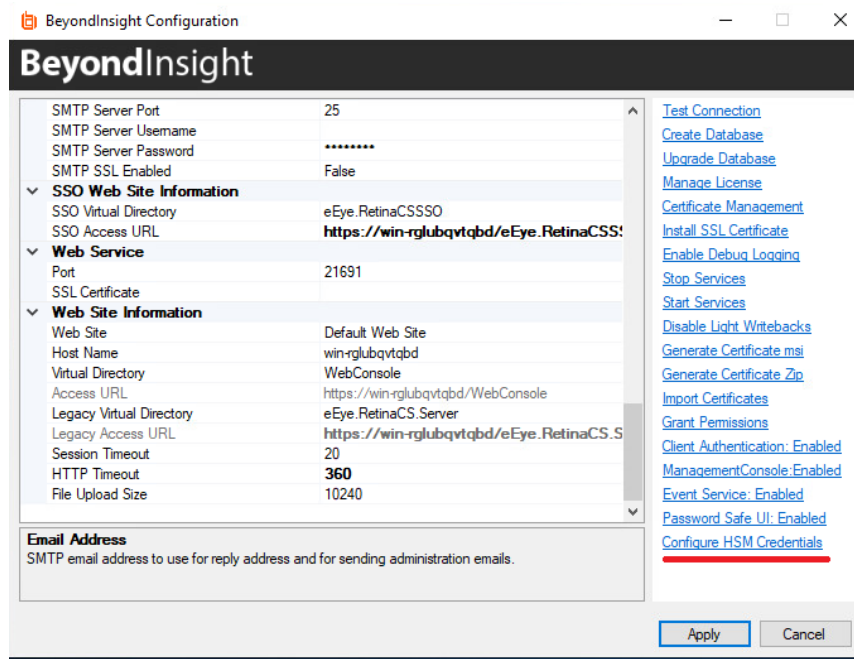 BeyondInsight Configuration
BeyondInsight
SMTP Server Port 25
SMTP Server Username
SMTP Server Password ********
SMTP SSL Enabled False
SSO Web Site Information
SSO Virtual Directory eEye.RetinaCSSSO
SSO Access URL https://win-rglubqvtqbd/eEye.RetinaCSS
Web Service
Port 21691
SSL Certificate
Web Site Information
Web Site Default Web Site
Host Name win-rglubqvtqbd
Virtual Directory WebConsole
Access URL https://win-rglubqvtqbd/WebConsole
Legacy Virtual Directory eEye.RetinaCS.Server
Legacy Access URL https://win-rglubqvtqbd/eEye.RetinaCS.S
Session Timeout 20
HTTP Timeout 360
File Upload Size 10240
Email Address
SMTP email address to use for reply address and for sending administration emails.
Test Connection
Create Database
Upgrade Database
Manage License
Certificate Management
Install SSL Certificate
Enable Debug Logging
Stop Services
Start Services
Disable Light Writebacks
Generate Certificate msi
Generate Certificate Zip
Import Certificates
Grant Permissions
Client Authentication: Enabled
ManagementConsole:Enabled
Event Service: Enabled
Password Safe UI: Enabled
Configure HSM Credentials
Apply Cancel